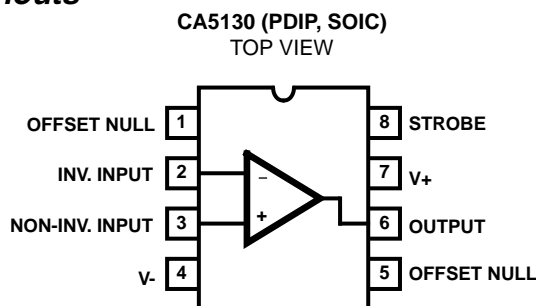 CA5130 (PDIP, SOIC)
TOP VIEW
OFFSET NULL 1
8 STROBE
INV. INPUT 2
7 V+
NON-INV. INPUT 3
6 OUTPUT
V- 4
5 OFFSET NULL
–
+